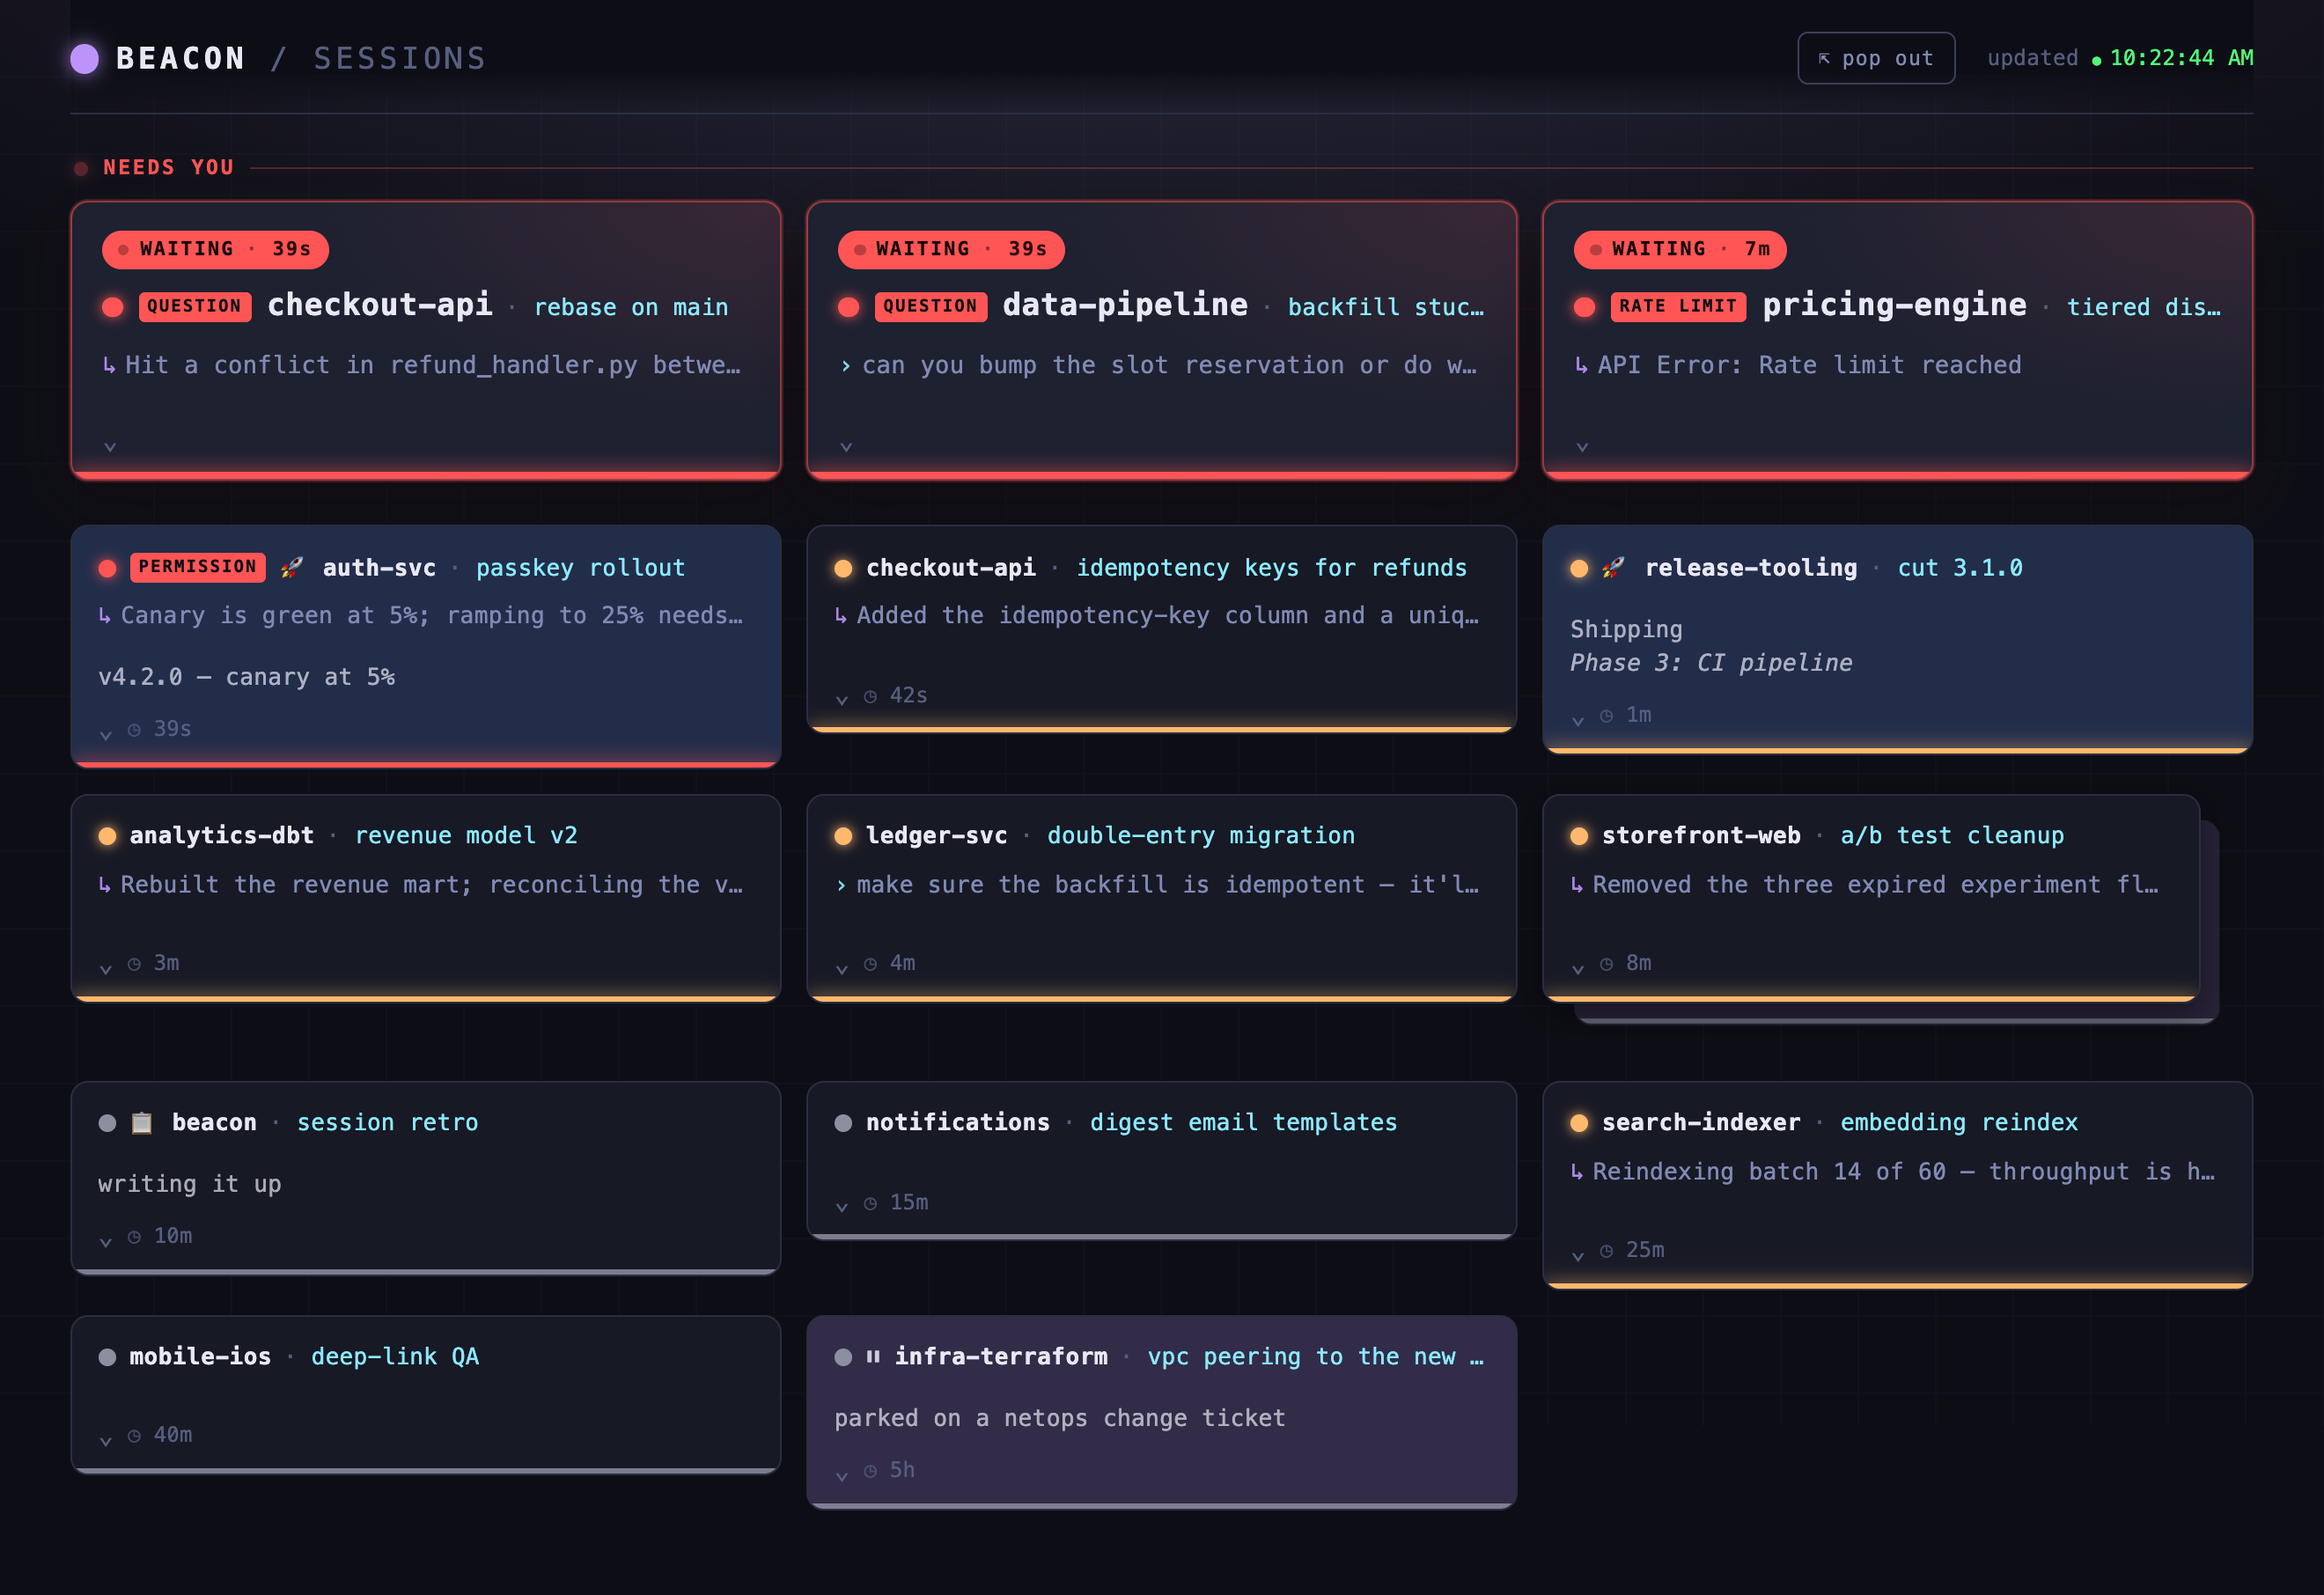 BEACON / SESSIONS
⇱ pop out
updated ● 10:22:44 AM
NEEDS YOU
WAITING · 39s
QUESTION checkout-api · rebase on main
↳ Hit a conflict in refund_handler.py betwe…
WAITING · 39s
QUESTION data-pipeline · backfill stuc…
› can you bump the slot reservation or do w…
WAITING · 7m
RATE LIMIT pricing-engine · tiered dis…
↳ API Error: Rate limit reached
PERMISSION 🚀 auth-svc · passkey rollout
↳ Canary is green at 5%; ramping to 25% needs…
v4.2.0 — canary at 5%
39s
checkout-api · idempotency keys for refunds
↳ Added the idempotency-key column and a uniq…
42s
🚀 release-tooling · cut 3.1.0
Shipping
Phase 3: CI pipeline
1m
analytics-dbt · revenue model v2
↳ Rebuilt the revenue mart; reconciling the v…
3m
ledger-svc · double-entry migration
› make sure the backfill is idempotent — it'l…
4m
storefront-web · a/b test cleanup
↳ Removed the three expired experiment fl…
8m
📋 beacon · session retro
writing it up
10m
notifications · digest email templates
15m
search-indexer · embedding reindex
↳ Reindexing batch 14 of 60 — throughput is h…
25m
mobile-ios · deep-link QA
40m
infra-terraform · vpc peering to the new …
parked on a netops change ticket
5h